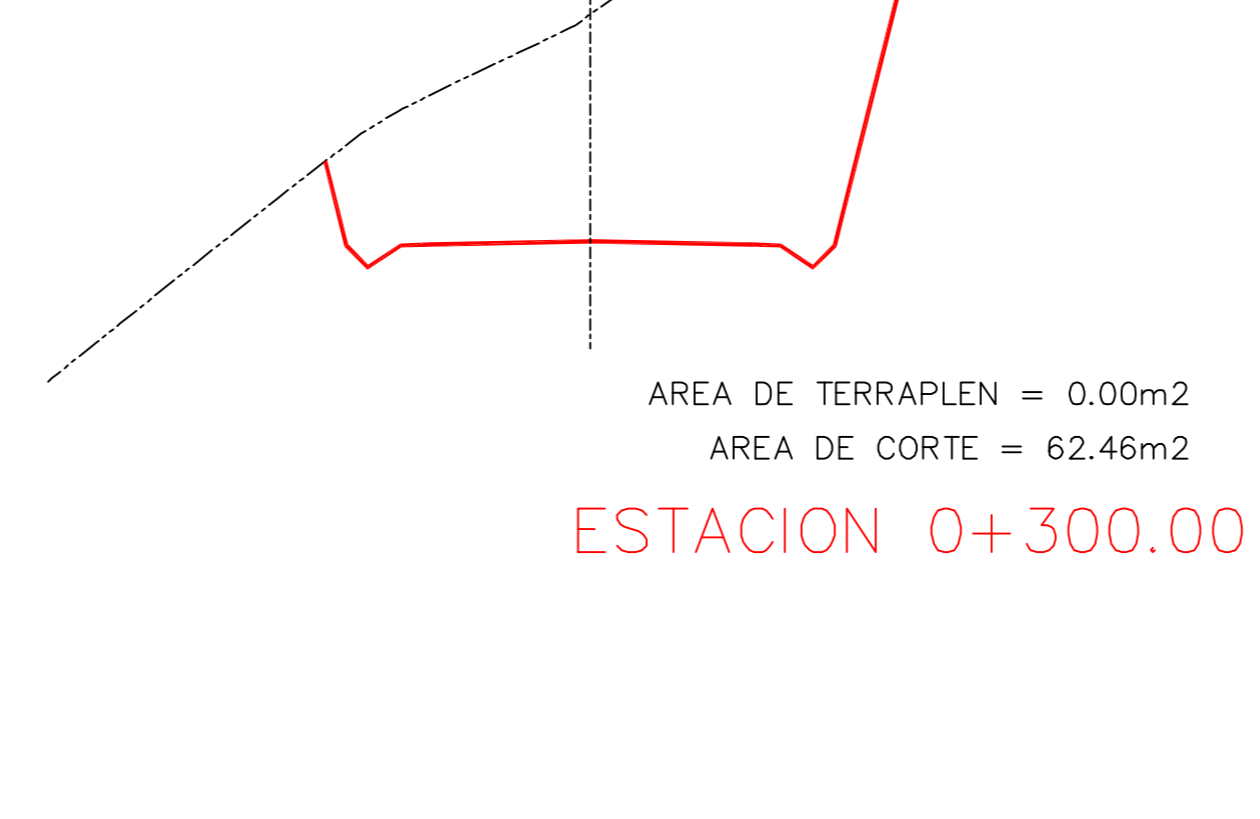 AREA DE TERRAPLEN = 0.00m2
AREA DE CORTE = 62.46m2
ESTACION 0+300.00